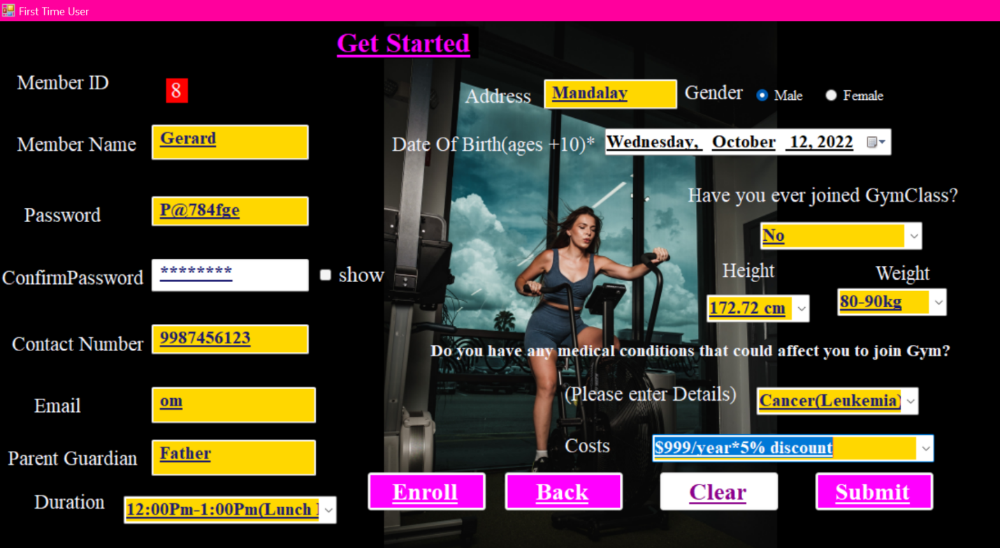 First Time User
Get Started
Member ID
8
Member Name
Gerard
Password
P@784fge
ConfirmPassword
********
show
Contact Number
9987456123
Email
om
Parent Guardian
Father
Duration
12:00Pm-1:00Pm(Lunch
Address
Mandalay
Gender
Male
Female
Date Of Birth(ages +10)*
Wednesday, October 12, 2022
Have you ever joined GymClass?
No
Height
Weight
172.72 cm
80-90kg
Do you have any medical conditions that could affect you to join Gym?
(Please enter Details)
Cancer(Leukemia)
Costs
$999/year*5% discount
Enroll
Back
Clear
Submit